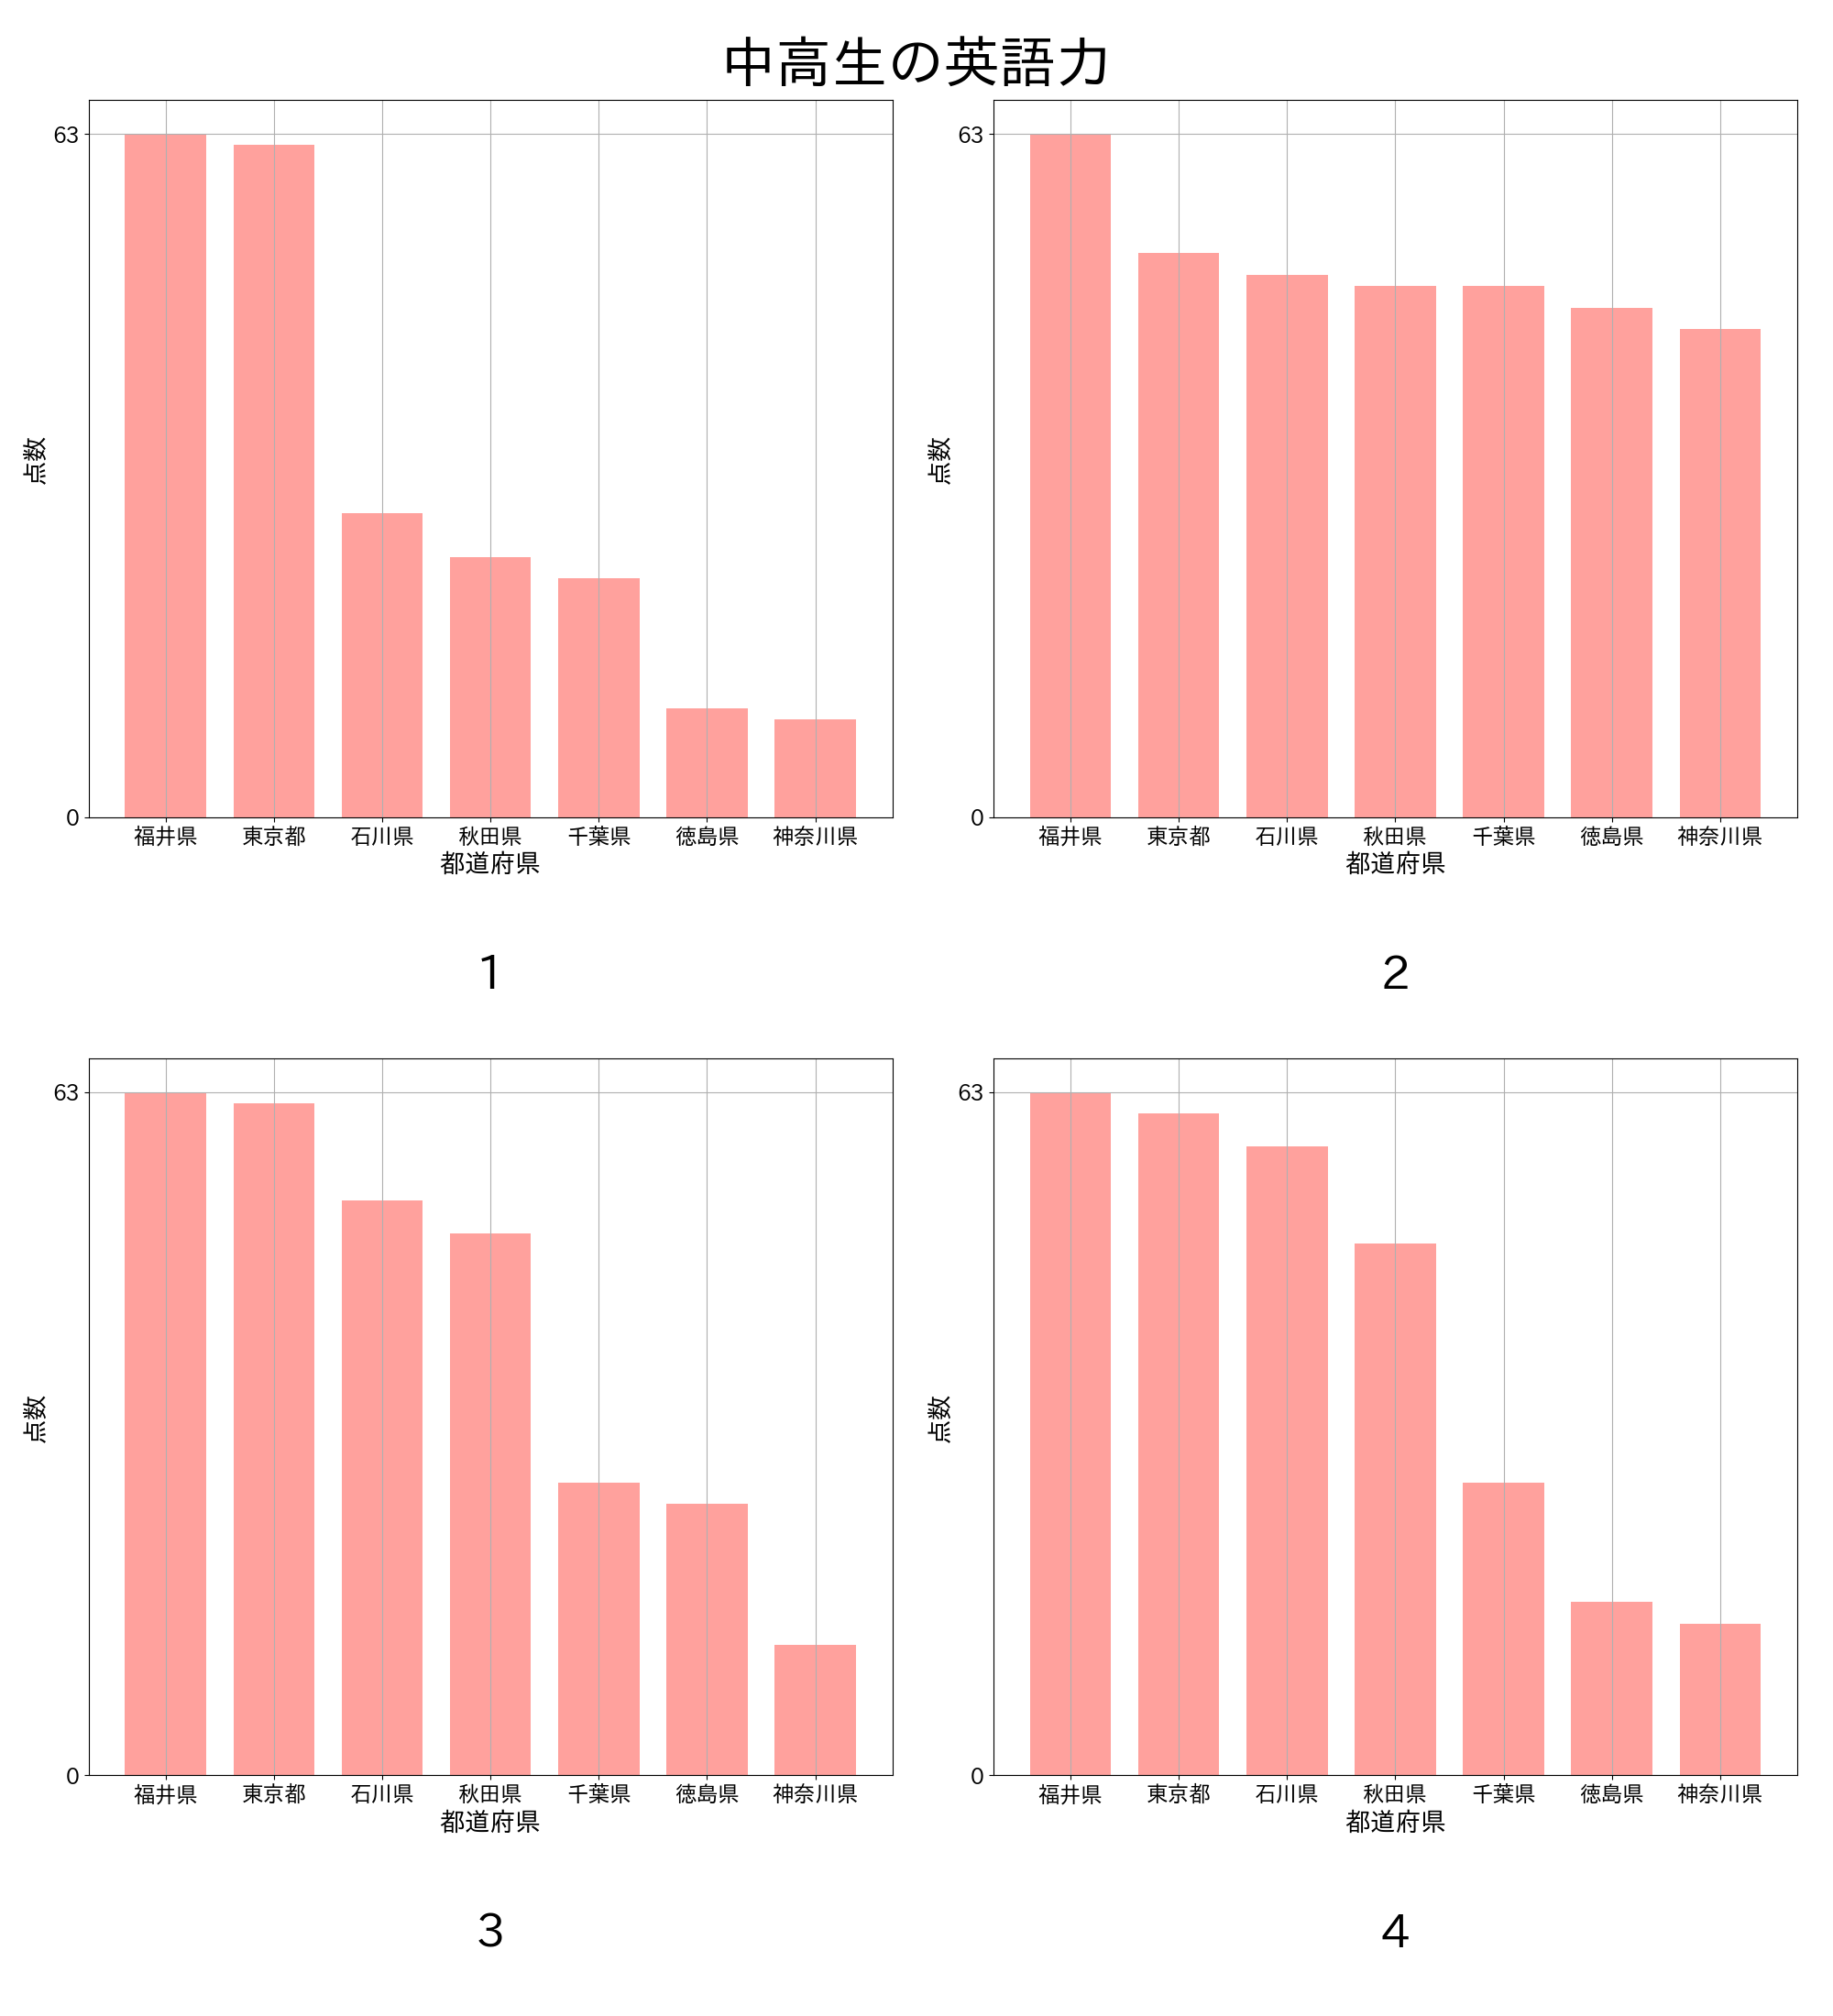 中高生の英語力
63
0
点数
福井県 東京都 石川県 秋田県 千葉県 徳島県 神奈川県
都道府県
1
63
0
点数
福井県 東京都 石川県 秋田県 千葉県 徳島県 神奈川県
都道府県
2
63
0
点数
福井県 東京都 石川県 秋田県 千葉県 徳島県 神奈川県
都道府県
3
63
0
点数
福井県 東京都 石川県 秋田県 千葉県 徳島県 神奈川県
都道府県
4